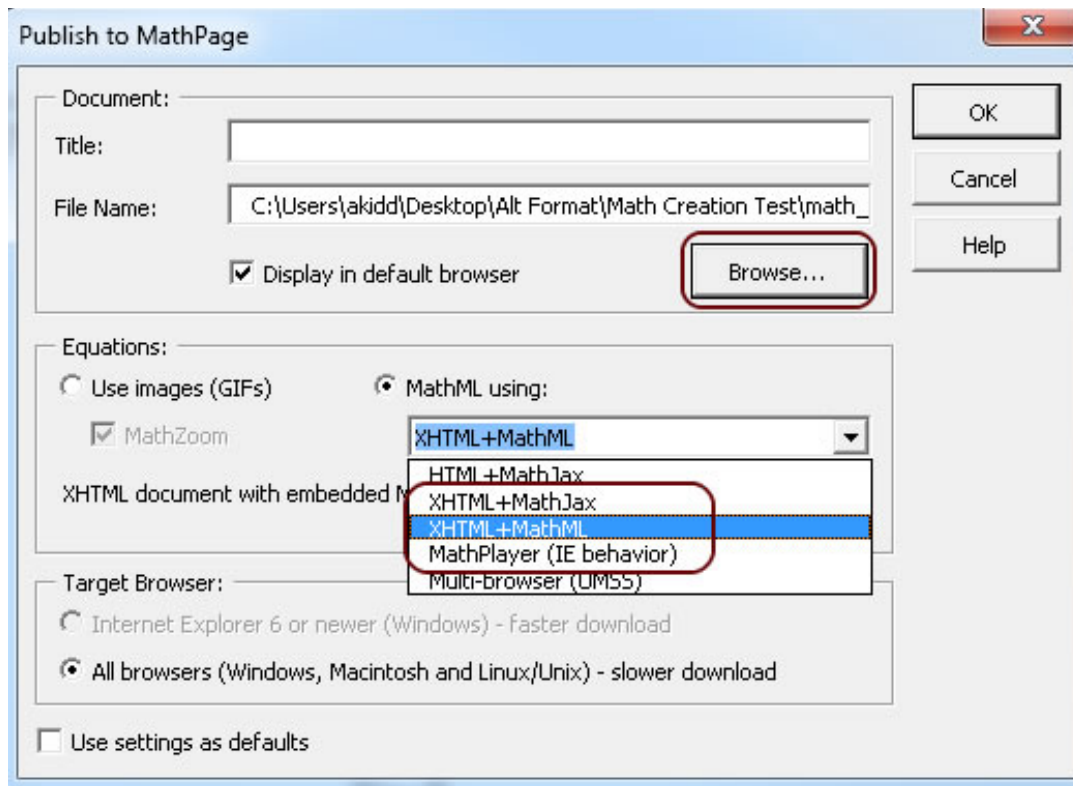 Publish to MathPage
Document:
Title:
OK
File Name:
C:\Users\akidd\Desktop\Alt Format\Math Creation Test\math_
Cancel
Display in default browser
Browse...
Help
Equations:
Use images (GIFs)
MathML using:
MathZoom
XHTML+MathML
XHTML document with embedded M
HTML+MathJax
XHTML+MathJax
XHTML+MathML
MathPlayer (IE behavior)
Multi-browser (UMSS)
Target Browser:
Internet Explorer 6 or newer (Windows) - faster download
All browsers (Windows, Macintosh and Linux/Unix) - slower download
Use settings as defaults